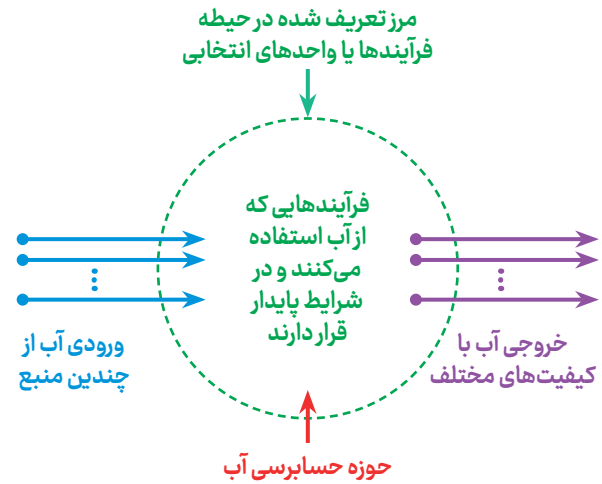 مرز تعریف شده در حیطه
فرآیندها یا واحدهای انتخابی
فرآیندهایی که
از آب استفاده
می‌کنند و در
شرایط پایدار
قرار دارند
ورودی آب از
چندین منبع
خروجی آب با
کیفیت‌های مختلف
حوزه حسابرسی آب